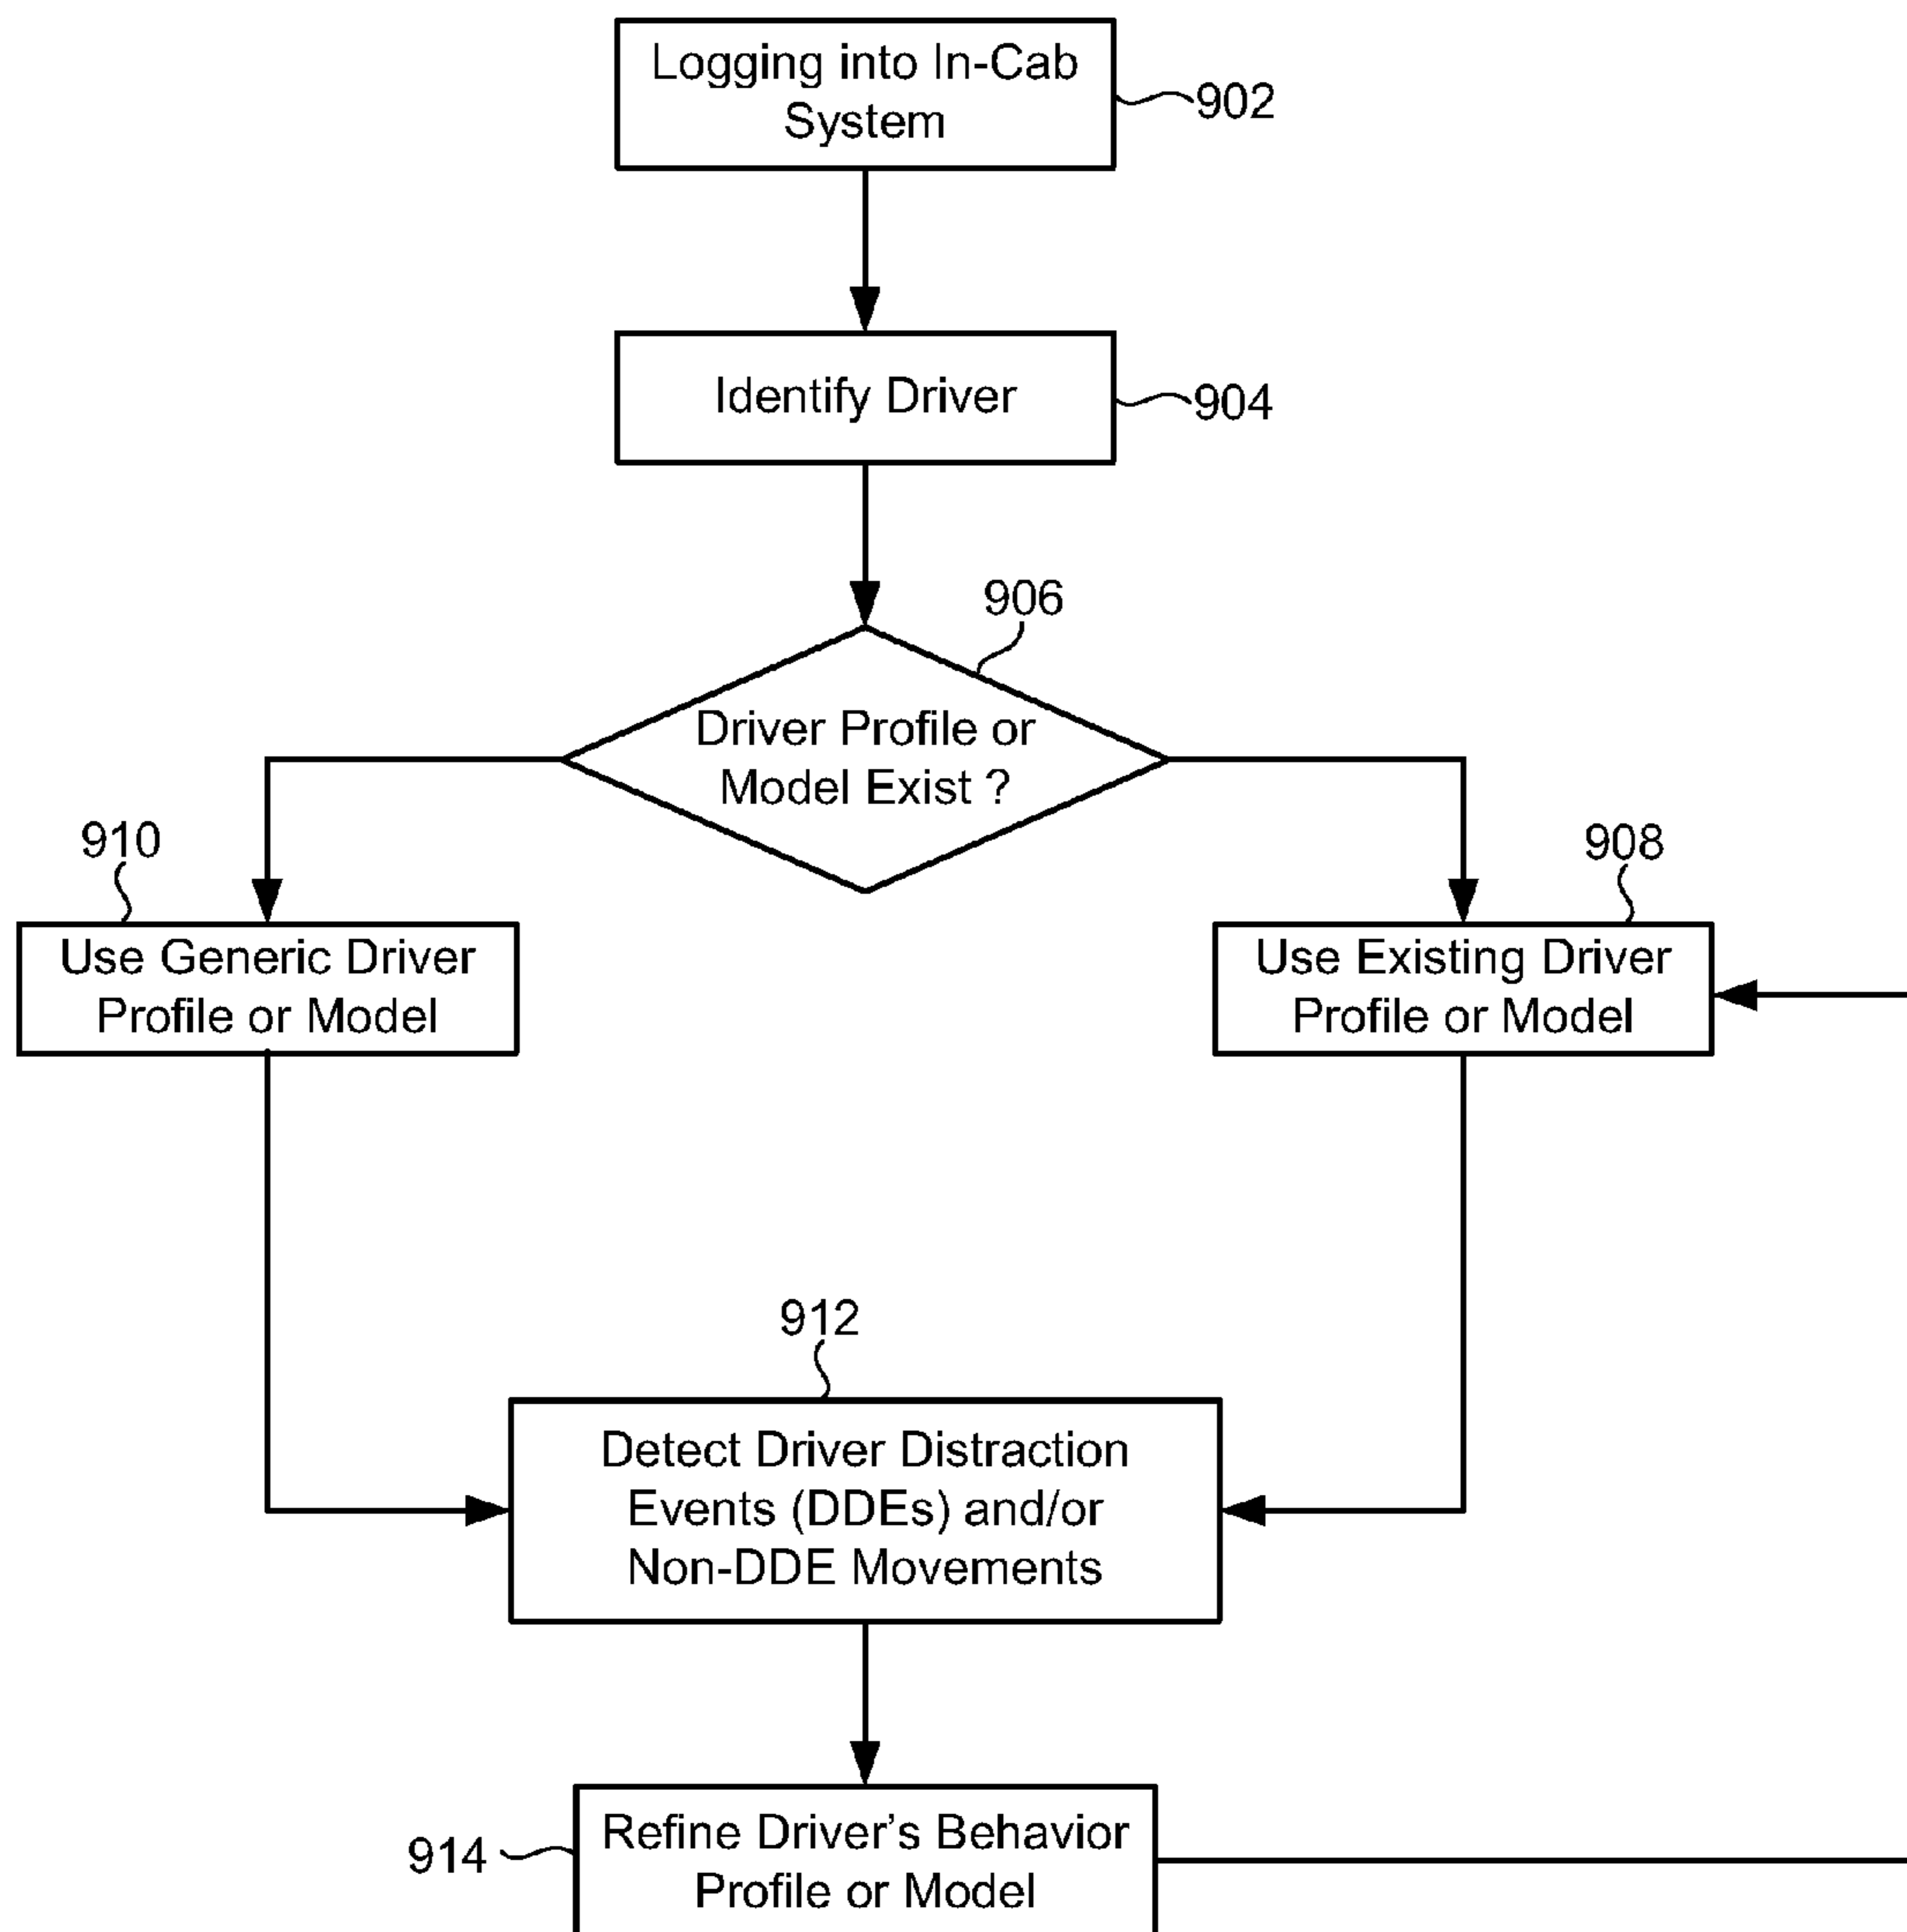 Logging into In-Cab
System
902
Identify Driver
904
906
Driver Profile or
Model Exist ?
910
908
Use Generic Driver
Profile or Model
Use Existing Driver
Profile or Model
912
Detect Driver Distraction
Events (DDEs) and/or
Non-DDE Movements
914
Refine Driver's Behavior
Profile or Model